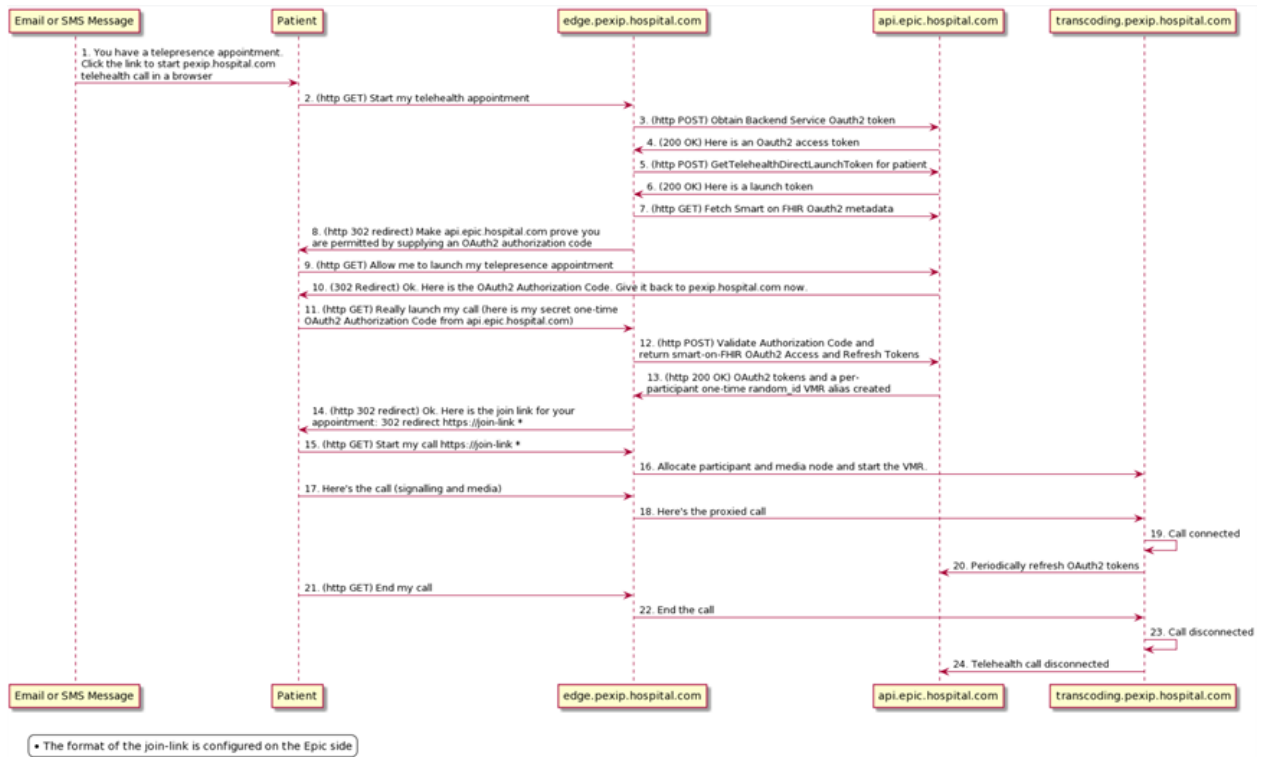 Email or SMS Message
Patient
edge.pexip.hospital.com
api.epic.hospital.com
transcoding.pexip.hospital.com
1. You have a telepresence appointment.
Click the link to start pexip.hospital.com
telehealth call in a browser
2. (http GET) Start my telehealth appointment
3. (http POST) Obtain Backend Service Oauth2 token
4. (200 OK) Here is an Oauth2 access token
5. (http POST) GetTelehealthDirectLaunchToken for patient
6. (200 OK) Here is a launch token
7. (http GET) Fetch Smart on FHIR Oauth2 metadata
8. (http 302 redirect) Make api.epic.hospital.com prove you
are permitted by supplying an OAuth2 authorization code
9. (http GET) Allow me to launch my telepresence appointment
10. (302 Redirect) Ok. Here is the OAuth2 Authorization Code. Give it back to pexip.hospital.com now.
11. (http GET) Really launch my call (here is my secret one-time
OAuth2 Authorization Code from api.epic.hospital.com)
12. (http POST) Validate Authorization Code and
return smart-on-FHIR OAuth2 Access and Refresh Tokens
13. (http 200 OK) OAuth2 tokens and a per-
participant one-time random_id VMR alias created
14. (http 302 redirect) Ok. Here is the join link for your
appointment: 302 redirect https://join-link *
15. (http GET) Start my call https://join-link *
16. Allocate participant and media node and start the VMR.
17. Here's the call (signalling and media)
18. Here's the proxied call
19. Call connected
20. Periodically refresh OAuth2 tokens
21. (http GET) End my call
22. End the call
23. Call disconnected
24. Telehealth call disconnected
Email or SMS Message
Patient
edge.pexip.hospital.com
api.epic.hospital.com
transcoding.pexip.hospital.com
• The format of the join-link is configured on the Epic side